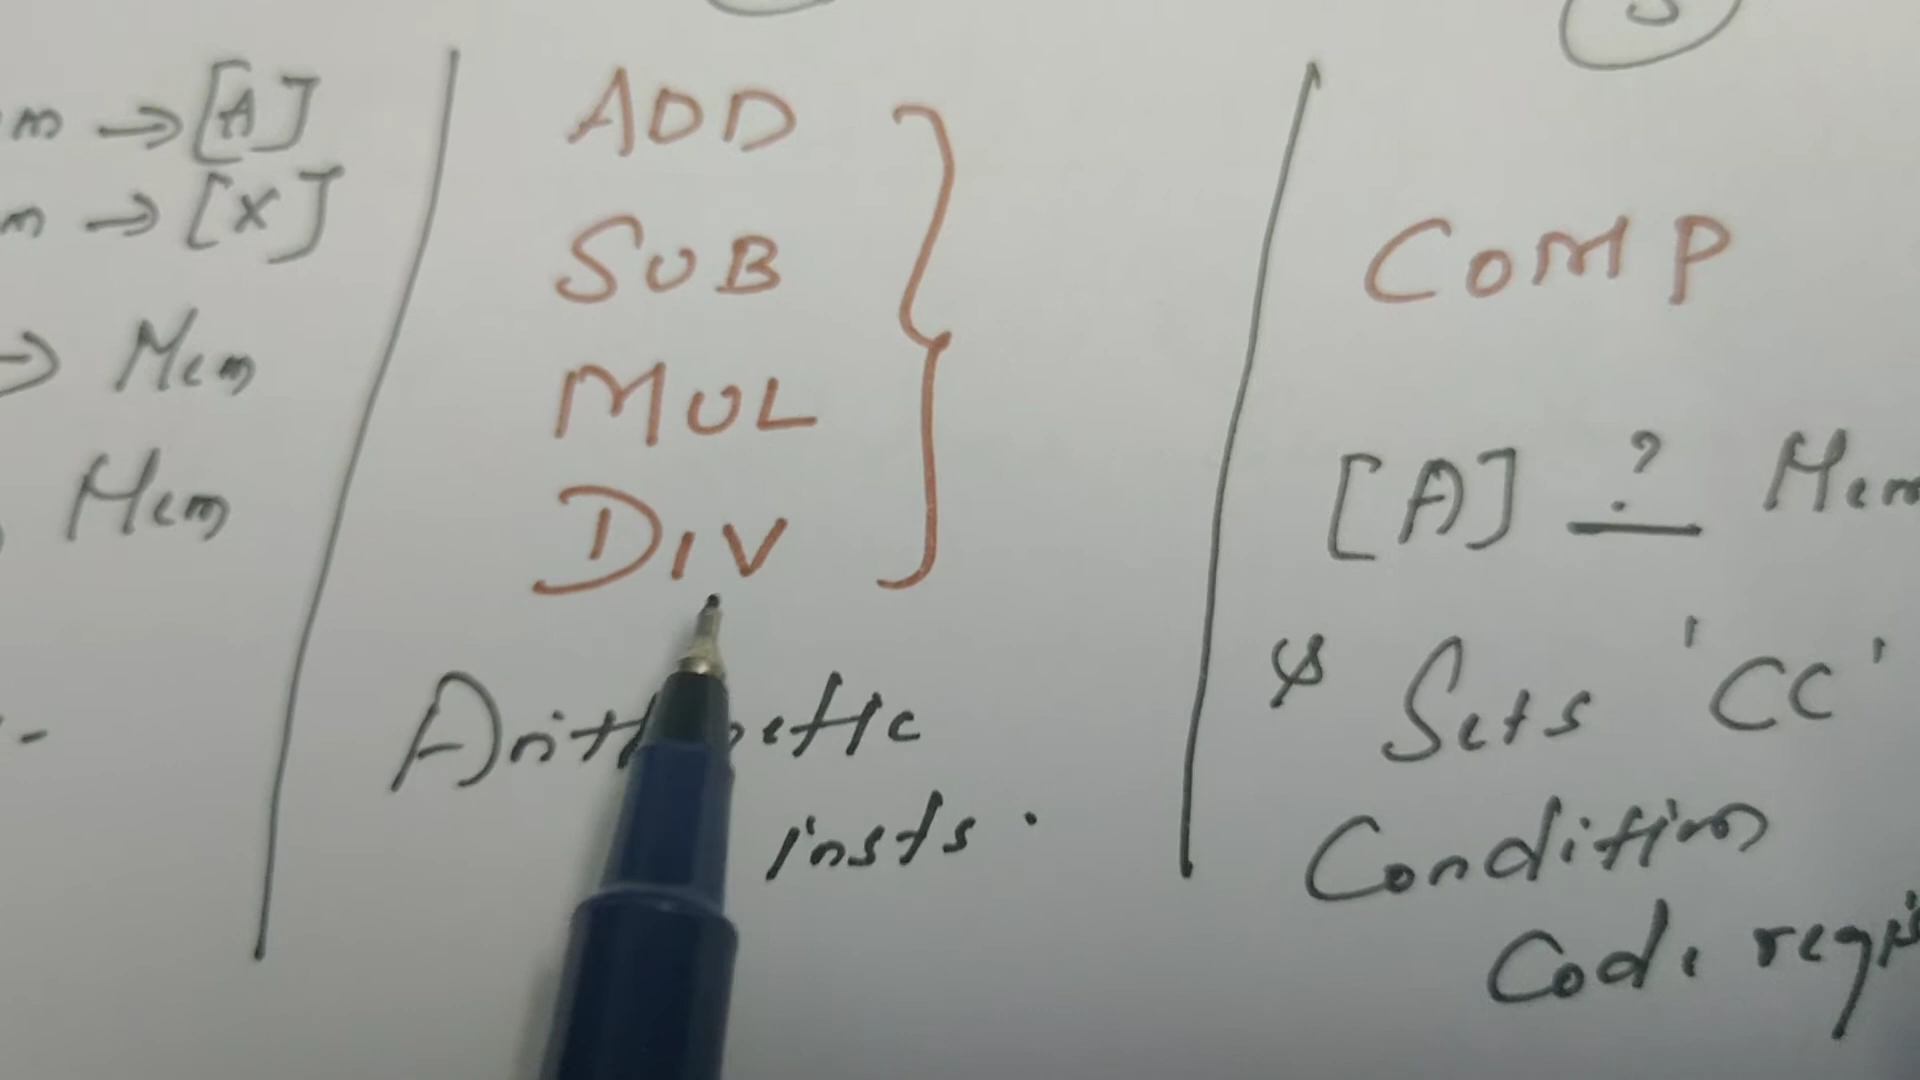 m → [A]
m → [X]
→ Mem
Mem
ADD
SUB
MUL
DIV
insts.
COMP
[A] ? Mem
Sets 'CC'
Condition
Code